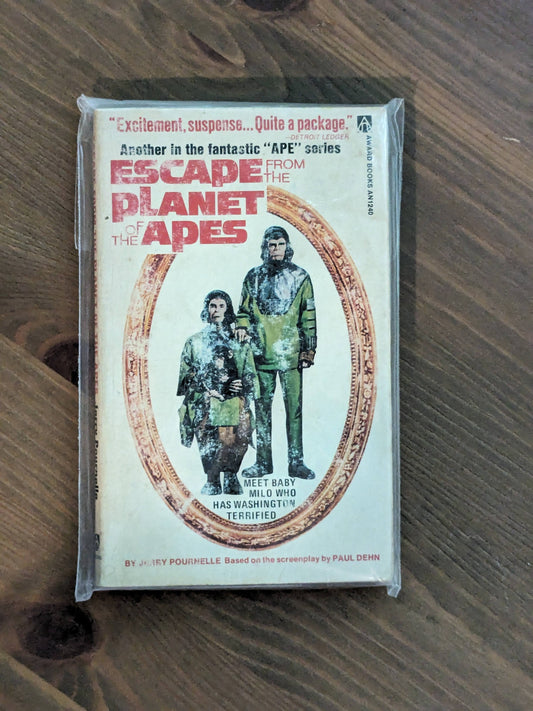 "Excitement, suspense... Quite a package."
—DETROIT LEDGER
Another in the fantastic "APE" series
ESCAPE FROM THE
PLANET
OF THE APES
AWARD BOOKS AN1240
MEET BABY
MILO WHO
HAS WASHINGTON
TERRIFIED
BY JERRY POURNELLE Based on the screenplay by PAUL DEHN